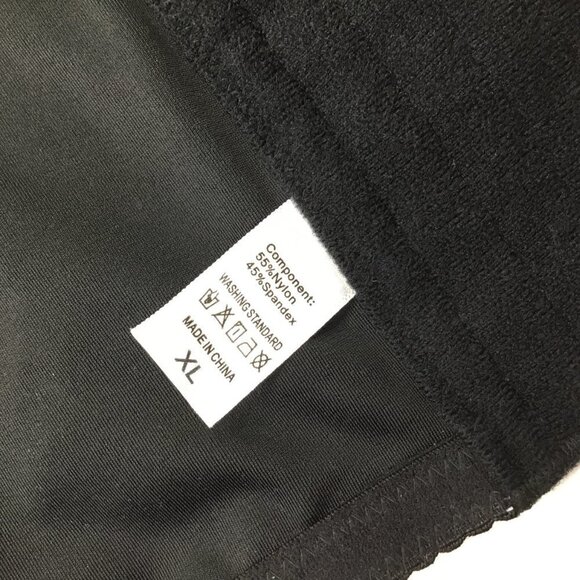 Component:
55%Nylon
45%Spandex
WASHING STANDARD
MADE IN CHINA
XL